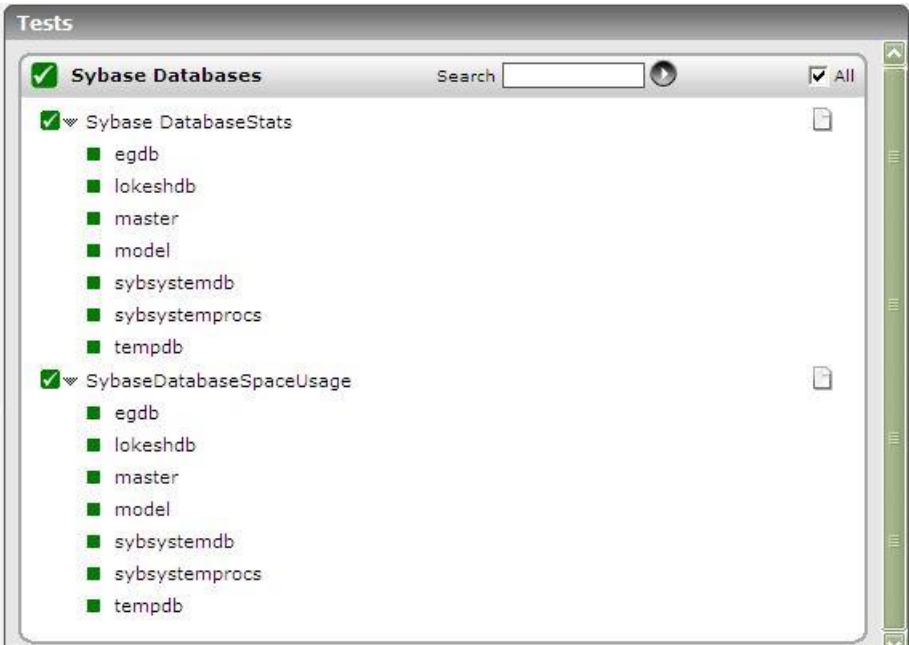 Tests
Sybase Databases Search All
Sybase DatabaseStats
egdb
lokeshdb
master
model
sybsystemdb
sybsystemprocs
tempdb
SybaseDatabaseSpaceUsage
egdb
lokeshdb
master
model
sybsystemdb
sybsystemprocs
tempdb